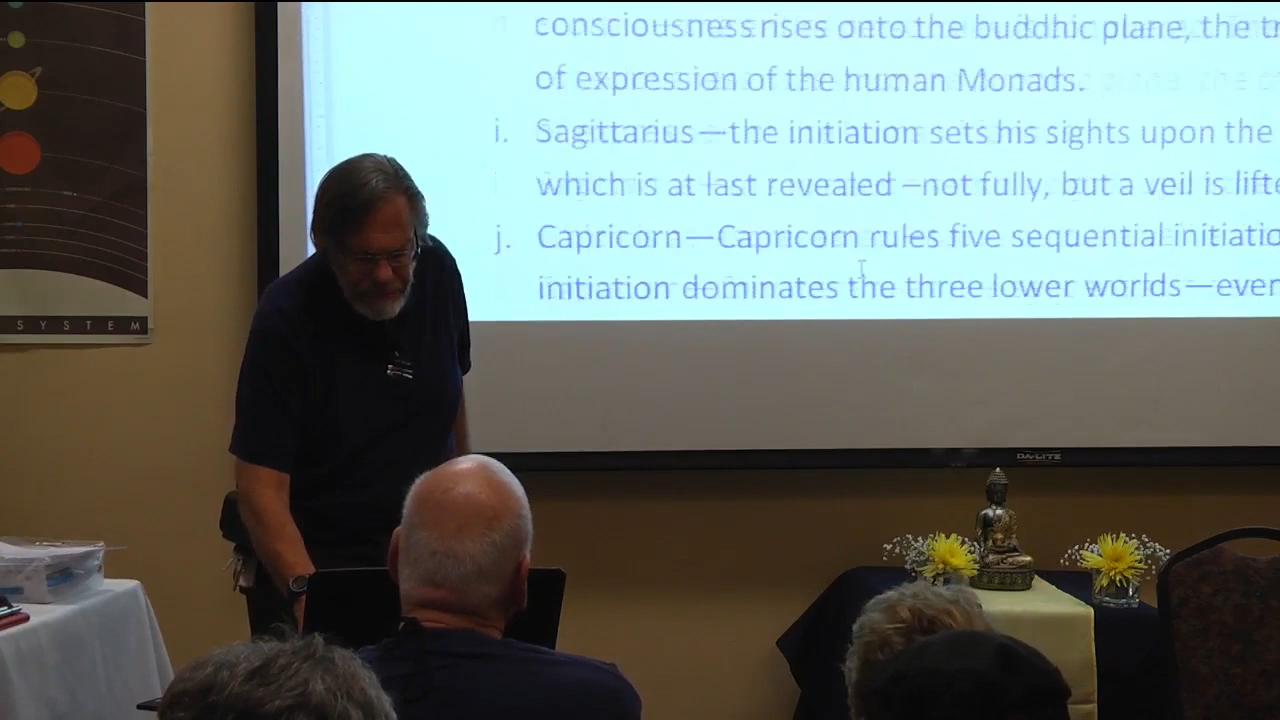 consciousness rises onto the buddhic plane, the
of expression of the human Monads.
i. Sagittarius—the initiation sets his sights upon the
which is at last revealed –not fully, but a veil is
j. Capricorn—Capricorn rules five sequential
initiation dominates the three lower worlds—
SYSTEM
DA-LITE